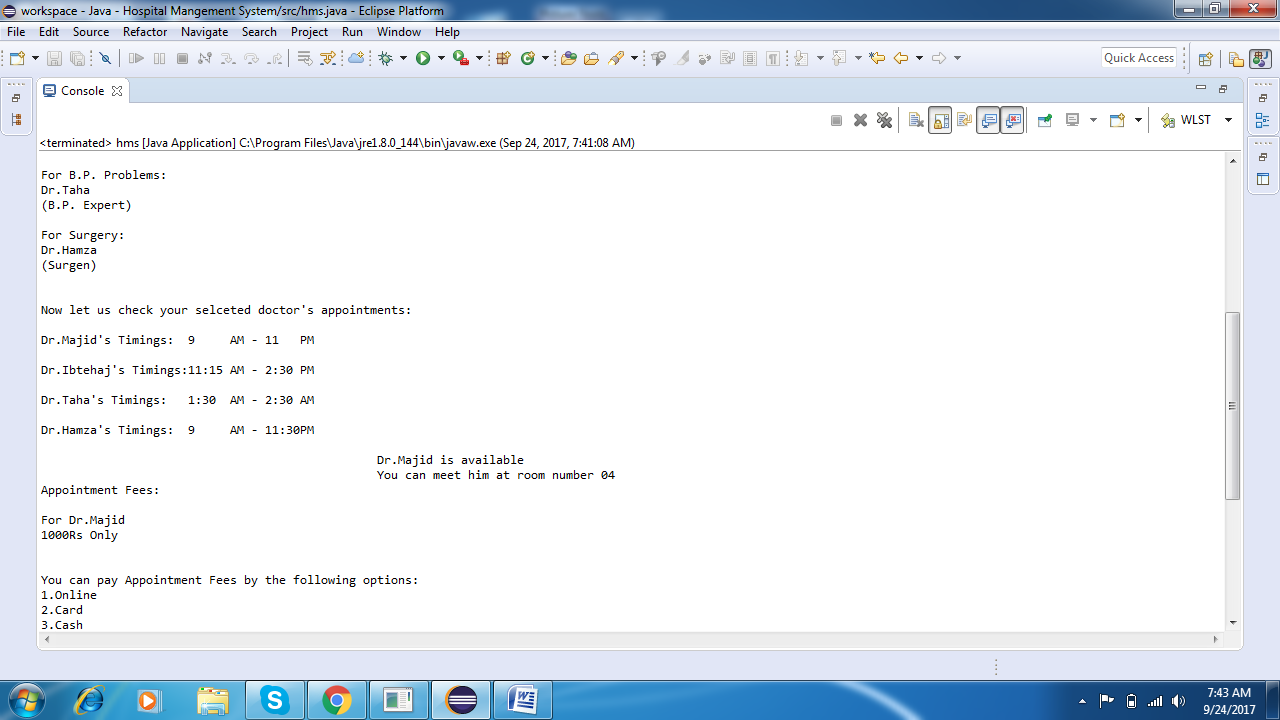 workspace - Java - Hospital Mangement System/src/hms.java - Eclipse Platform
File Edit Source Refactor Navigate Search Project Run Window Help
Quick Access
Console
WLST
<terminated> hms [Java Application] C:\Program Files\Java\jre1.8.0_144\bin\javaw.exe (Sep 24, 2017, 7:41:08 AM)
For B.P. Problems:
Dr.Taha
(B.P. Expert)
For Surgery:
Dr.Hamza
(Surgen)
Now let us check your selceted doctor's appointments:
Dr.Majid's Timings:  9     AM - 11   PM
Dr.Ibtehaj's Timings:11:15 AM - 2:30 PM
Dr.Taha's Timings:   1:30  AM - 2:30 AM
Dr.Hamza's Timings:  9     AM - 11:30PM
Dr.Majid is available
You can meet him at room number 04
Appointment Fees:
For Dr.Majid
1000Rs Only
You can pay Appointment Fees by the following options:
1.Online
2.Card
3.Cash
7:43 AM
9/24/2017